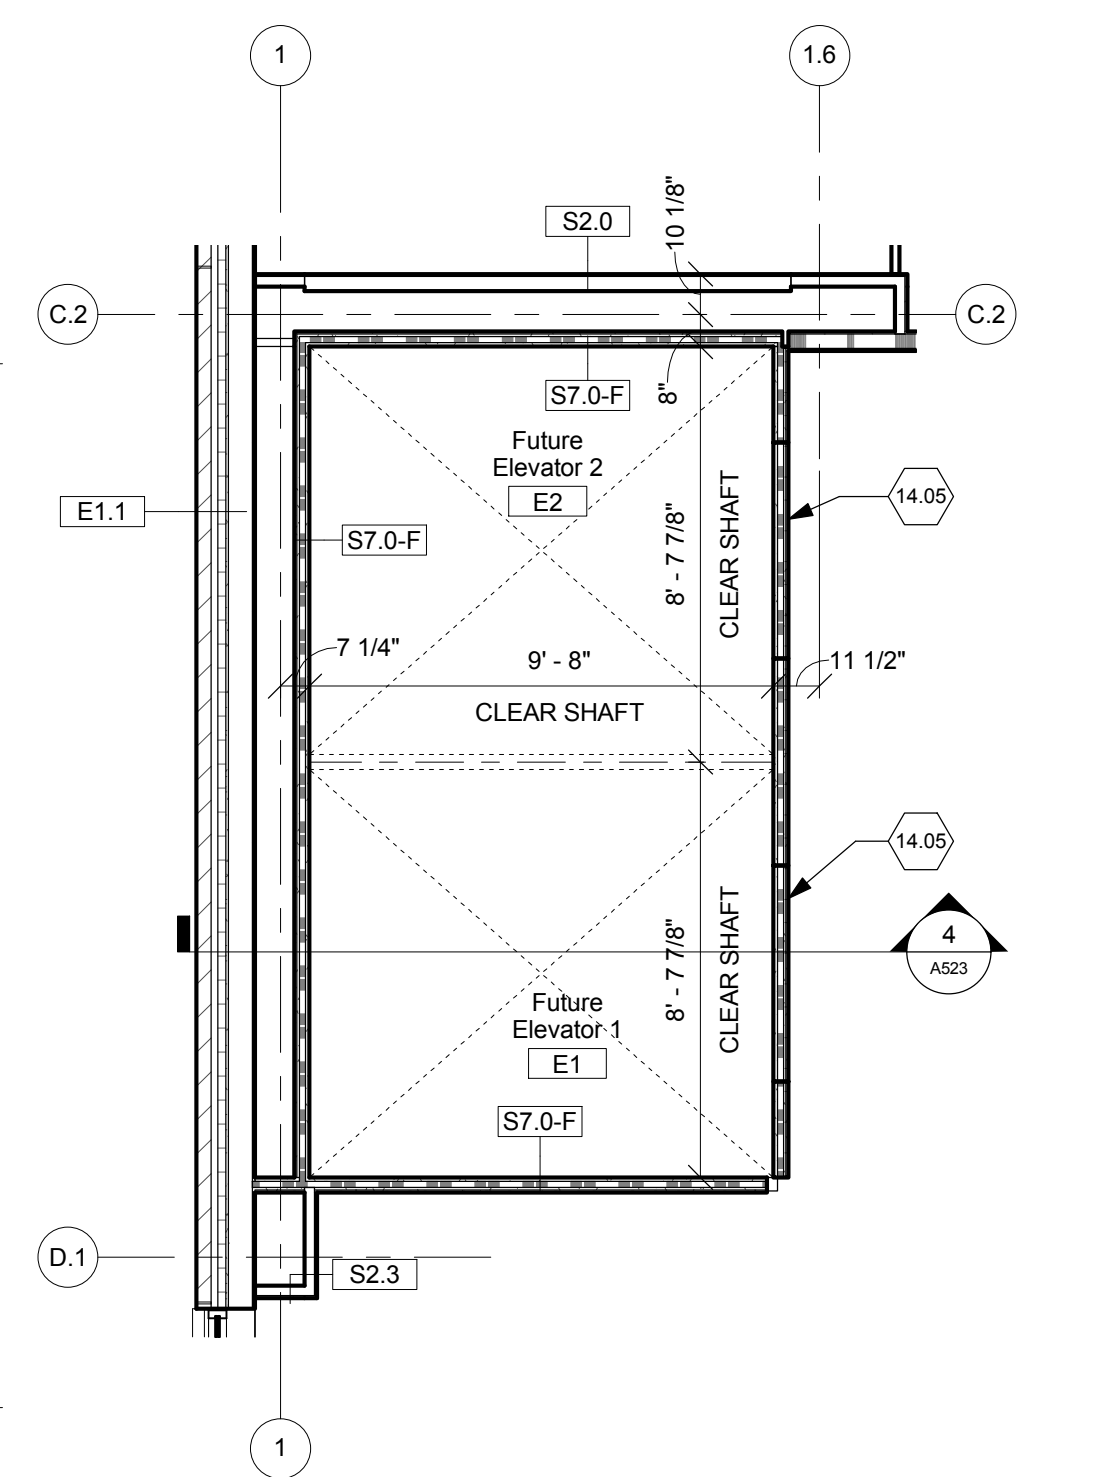 1
1.6
S2.0
10 1/8"
C.2
C.2
8"
S7.0-F
Future
Elevator 2
E2
14.05
E1.1
S7.0-F
8' - 7 7/8"
CLEAR SHAFT
7 1/4"
9' - 8"
11 1/2"
CLEAR SHAFT
14.05
8' - 7 7/8"
CLEAR SHAFT
4
A523
Future
Elevator 1
E1
S7.0-F
D.1
S2.3
1